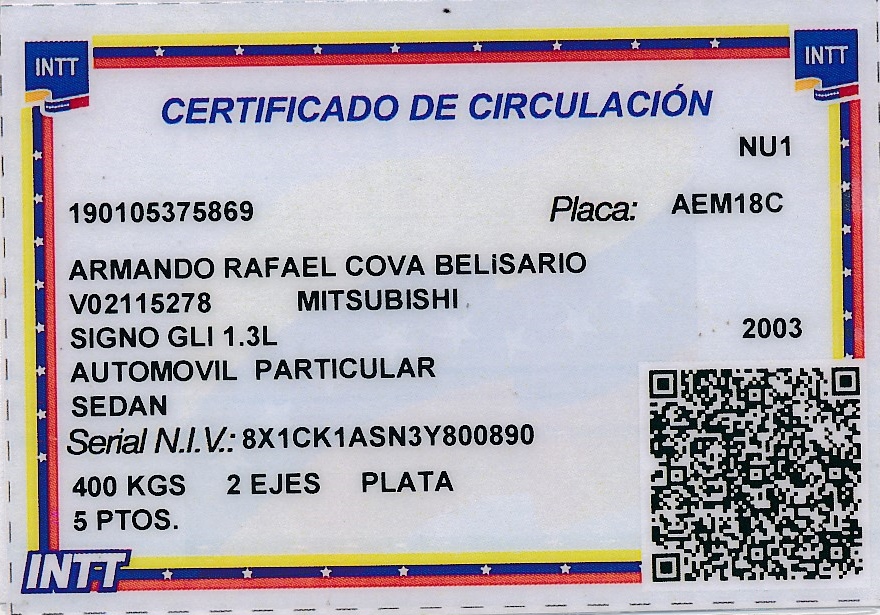 INTT
INTT
CERTIFICADO DE CIRCULACIÓN
NU1
190105375869 Placa: AEM18C
ARMANDO RAFAEL COVA BELiSARIO
V02115278 MITSUBISHI
SIGNO GLI 1.3L 2003
AUTOMOVIL PARTICULAR
SEDAN
Serial N.I.V.: 8X1CK1ASN3Y800890
400 KGS 2 EJES PLATA
5 PTOS.
INTT